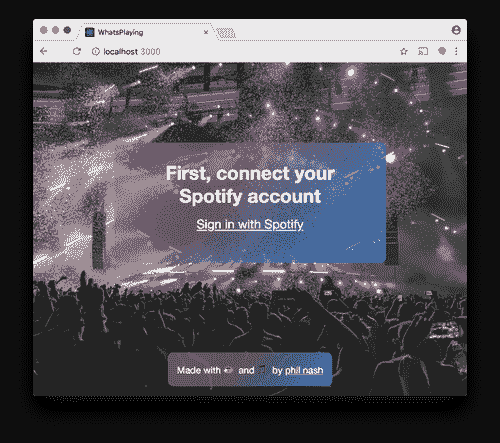 WhatsPlaying
localhost:3000
First, connect your
Spotify account
Sign in with Spotify
Made with and by phil nash